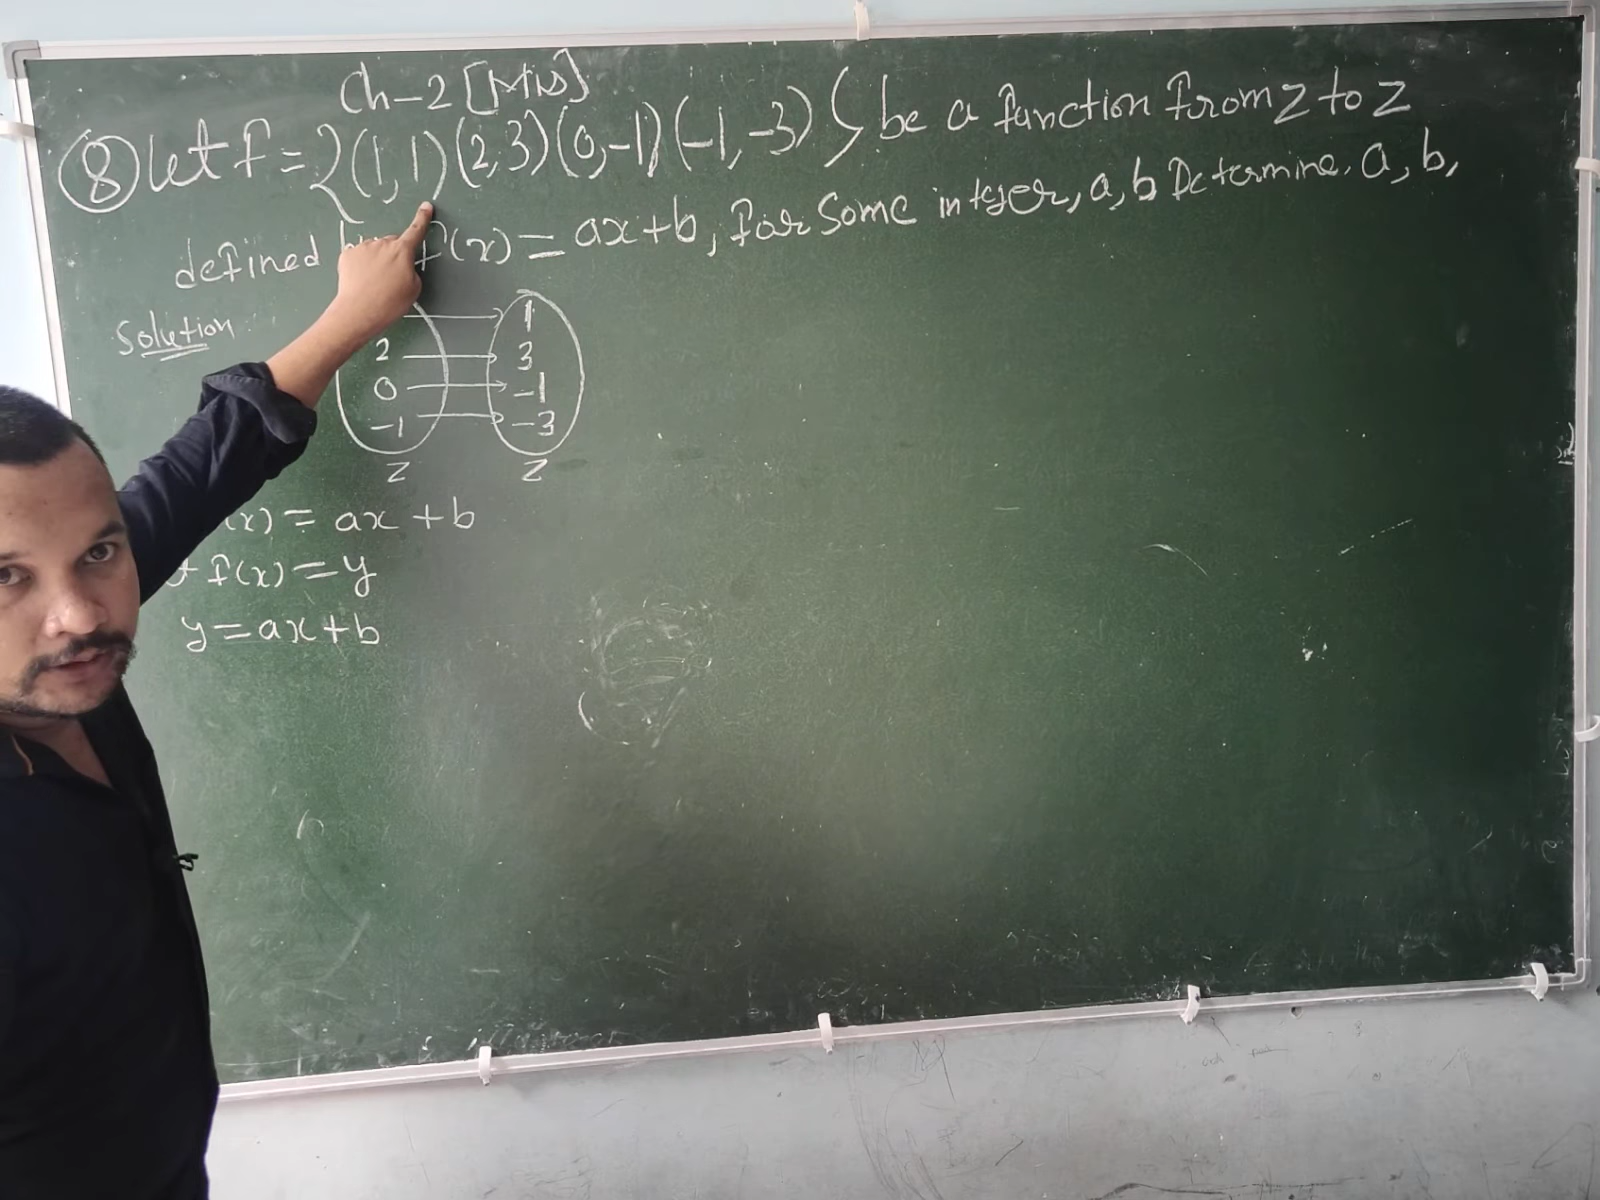 Ch-2 [Mis]
⑧ Let f = {(1,1) (2,3) (0,-1) (-1,-3)} be a function from Z to Z
defined f(x) = ax+b, for some integer, a, b Determine. a, b,
Solution
1
2 3
0 -1
-1 -3
Z Z
(x) = ax + b
f(x) = y
y = ax + b